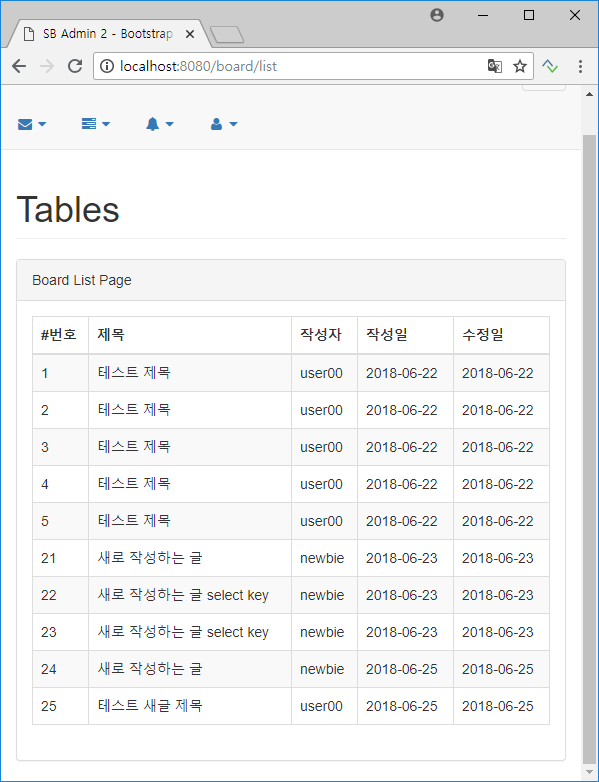 SB Admin 2 - Bootstrap
localhost:8080/board/list
Tables
Board List Page
#번호 제목 작성자 작성일 수정일
1 테스트 제목 user00 2018-06-22 2018-06-22
2 테스트 제목 user00 2018-06-22 2018-06-22
3 테스트 제목 user00 2018-06-22 2018-06-22
4 테스트 제목 user00 2018-06-22 2018-06-22
5 테스트 제목 user00 2018-06-22 2018-06-22
21 새로 작성하는 글 newbie 2018-06-23 2018-06-23
22 새로 작성하는 글 select key newbie 2018-06-23 2018-06-23
23 새로 작성하는 글 select key newbie 2018-06-23 2018-06-23
24 새로 작성하는 글 newbie 2018-06-25 2018-06-25
25 테스트 새글 제목 user00 2018-06-25 2018-06-25